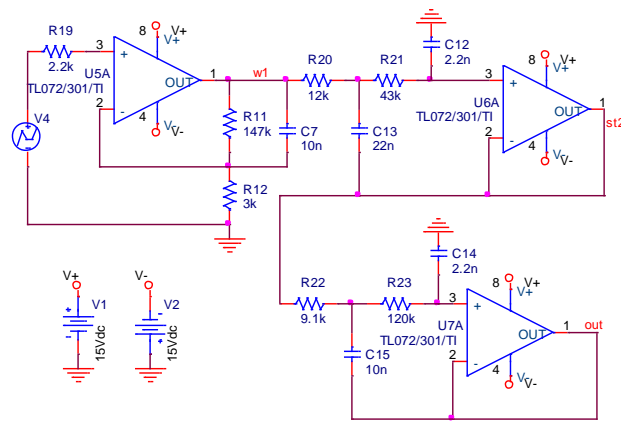 C12
2.2n
R19
2.2k
3
+
8
V+
V+
U5A
TL072/301/TI
OUT
1
2
-
4
V-
V-
w1
R20
12k
R21
43k
3
+
8
V+
V+
U6A
TL072/301/TI
OUT
1
st2
2
-
4
V-
V-
V4
R11
147k
C7
10n
C13
22n
R12
3k
C14
2.2n
V+
V1
15Vdc
V-
V2
15Vdc
R22
9.1k
R23
120k
3
+
8
V+
V+
U7A
TL072/301/TI
OUT
1
out
2
-
4
V-
V-
C15
10n